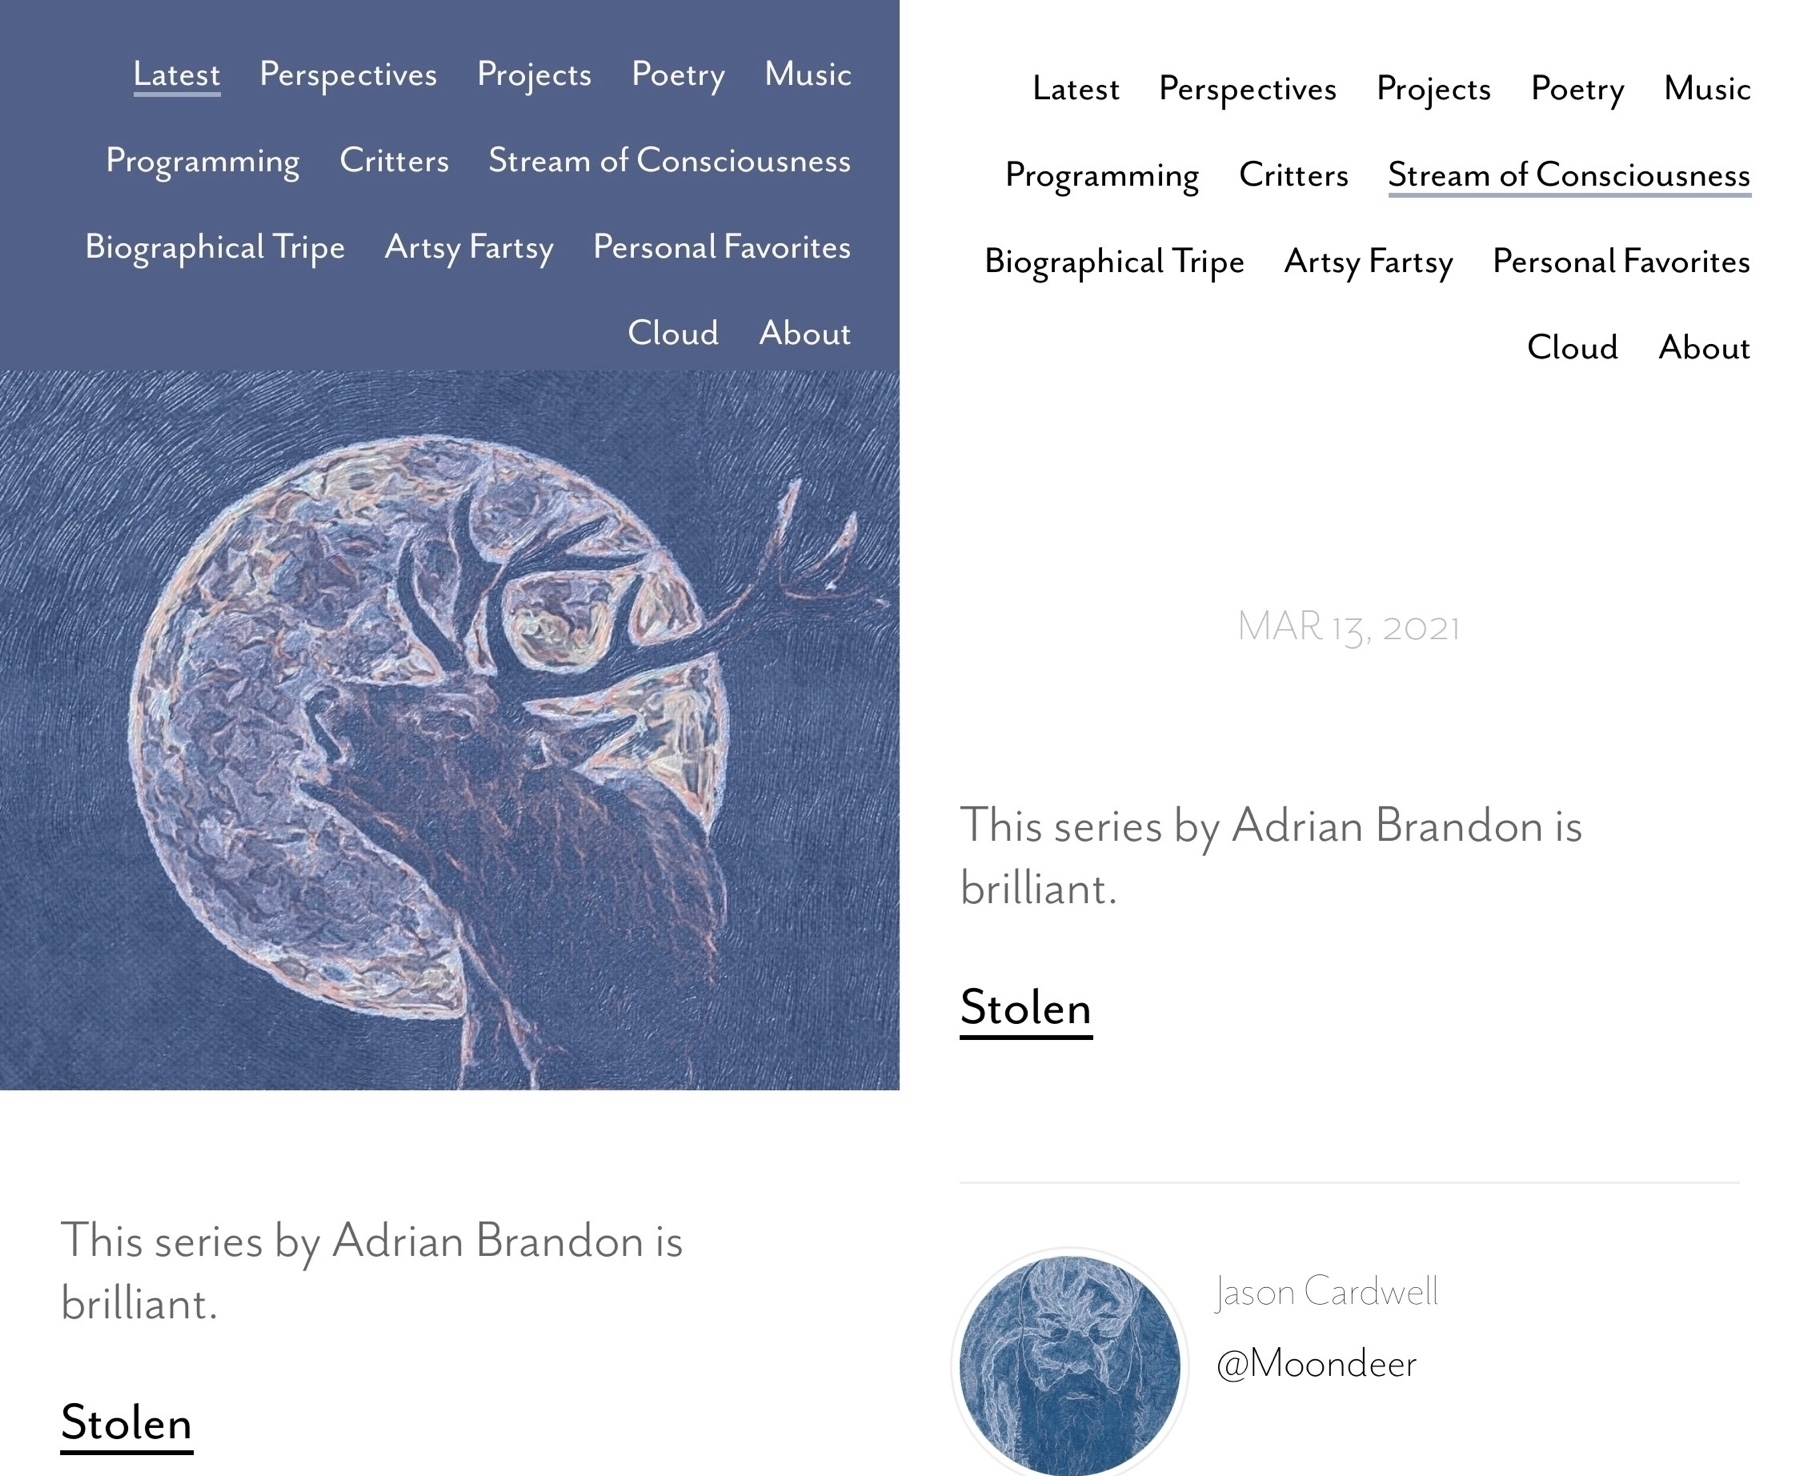 Latest Perspectives Projects Poetry Music
Programming Critters Stream of Consciousness
Biographical Tripe Artsy Fartsy Personal Favorites
Cloud About
This series by Adrian Brandon is
brilliant.
Stolen
Latest Perspectives Projects Poetry Music
Programming Critters Stream of Consciousness
Biographical Tripe Artsy Fartsy Personal Favorites
Cloud About
MAR 13, 2021
This series by Adrian Brandon is
brilliant.
Stolen
Jason Cardwell
@Moondeer